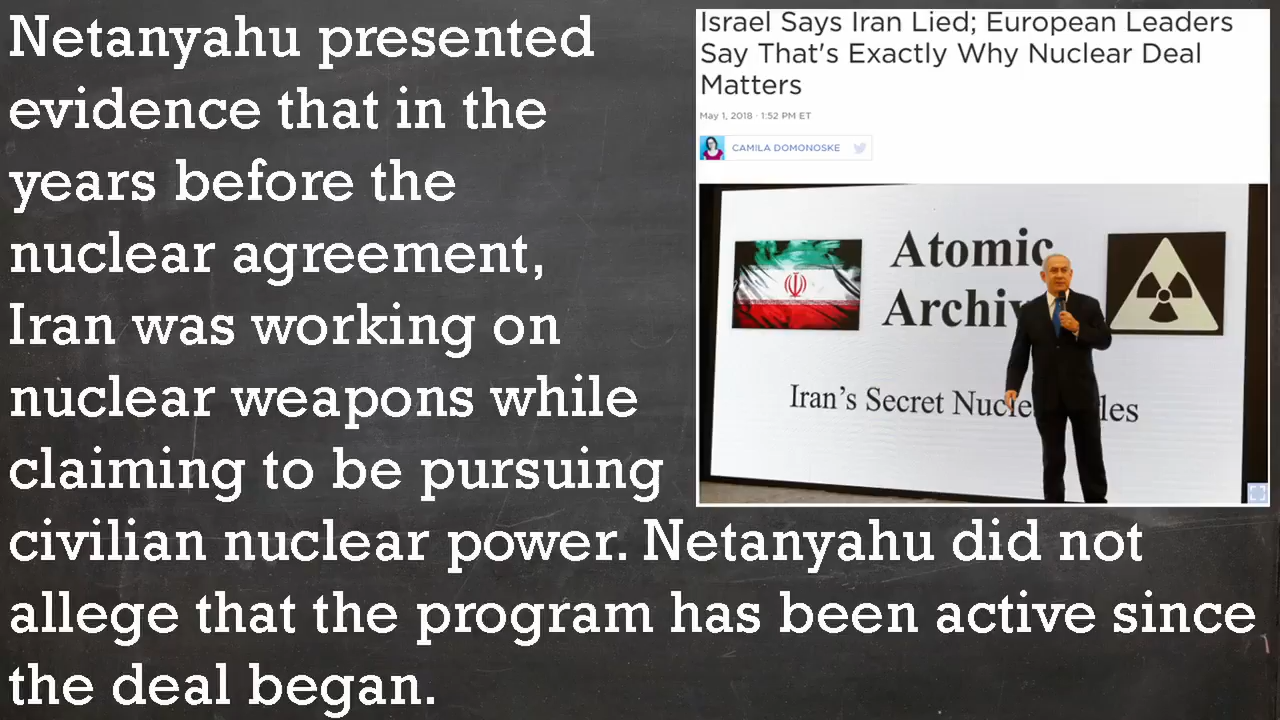 Netanyahu presented
evidence that in the
years before the
nuclear agreement,
Iran was working on
nuclear weapons while
claiming to be pursuing
civilian nuclear power. Netanyahu did not
allege that the program has been active since
the deal began.
Israel Says Iran Lied; European Leaders
Say That's Exactly Why Nuclear Deal
Matters
May 1, 2018 · 1:52 PM ET
CAMILA DOMONOSKE
Atomic
Archiv
Iran's Secret Nucle les